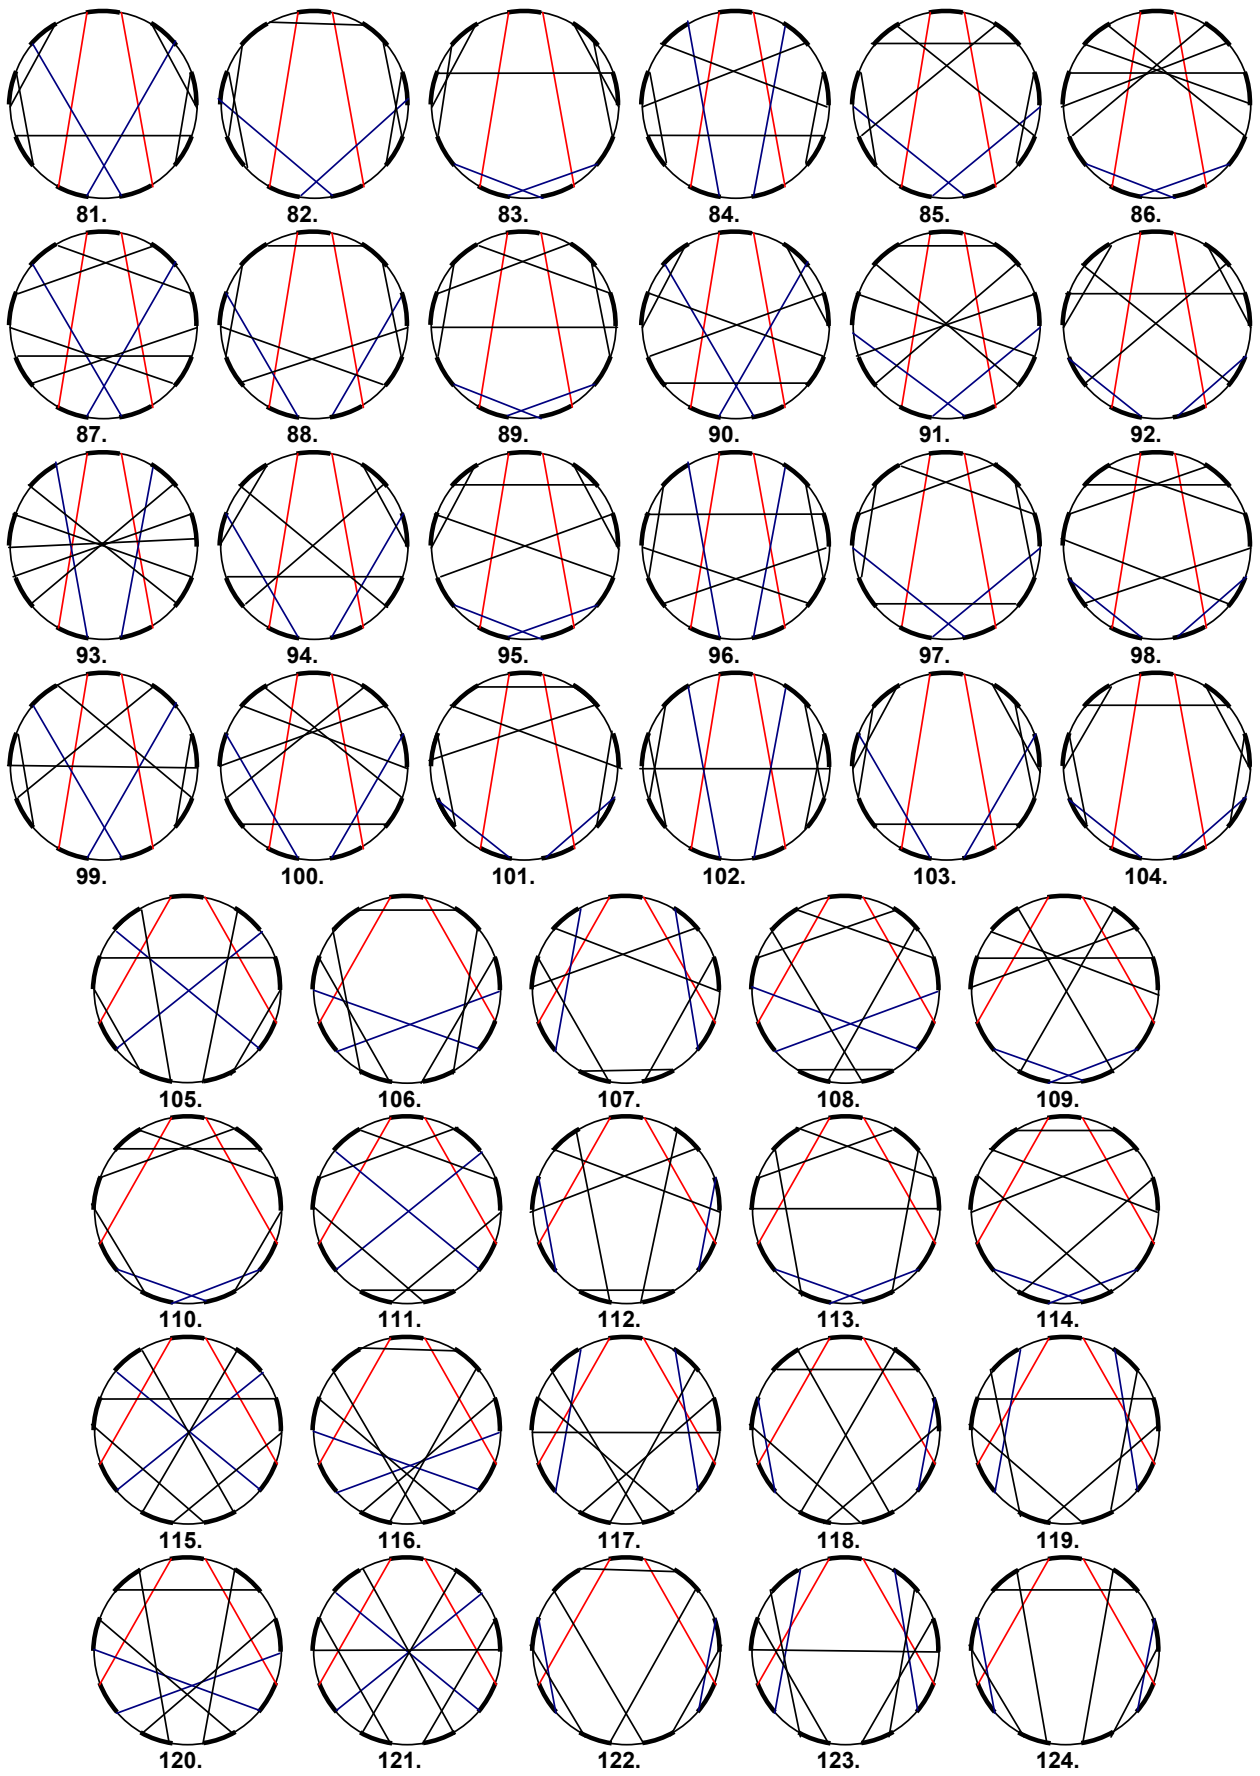 81. 82. 83. 84. 85. 86.
87. 88. 89. 90. 91. 92.
93. 94. 95. 96. 97. 98.
99. 100. 101. 102. 103. 104.
105. 106. 107. 108. 109.
110. 111. 112. 113. 114.
115. 116. 117. 118. 119.
120. 121. 122. 123. 124.